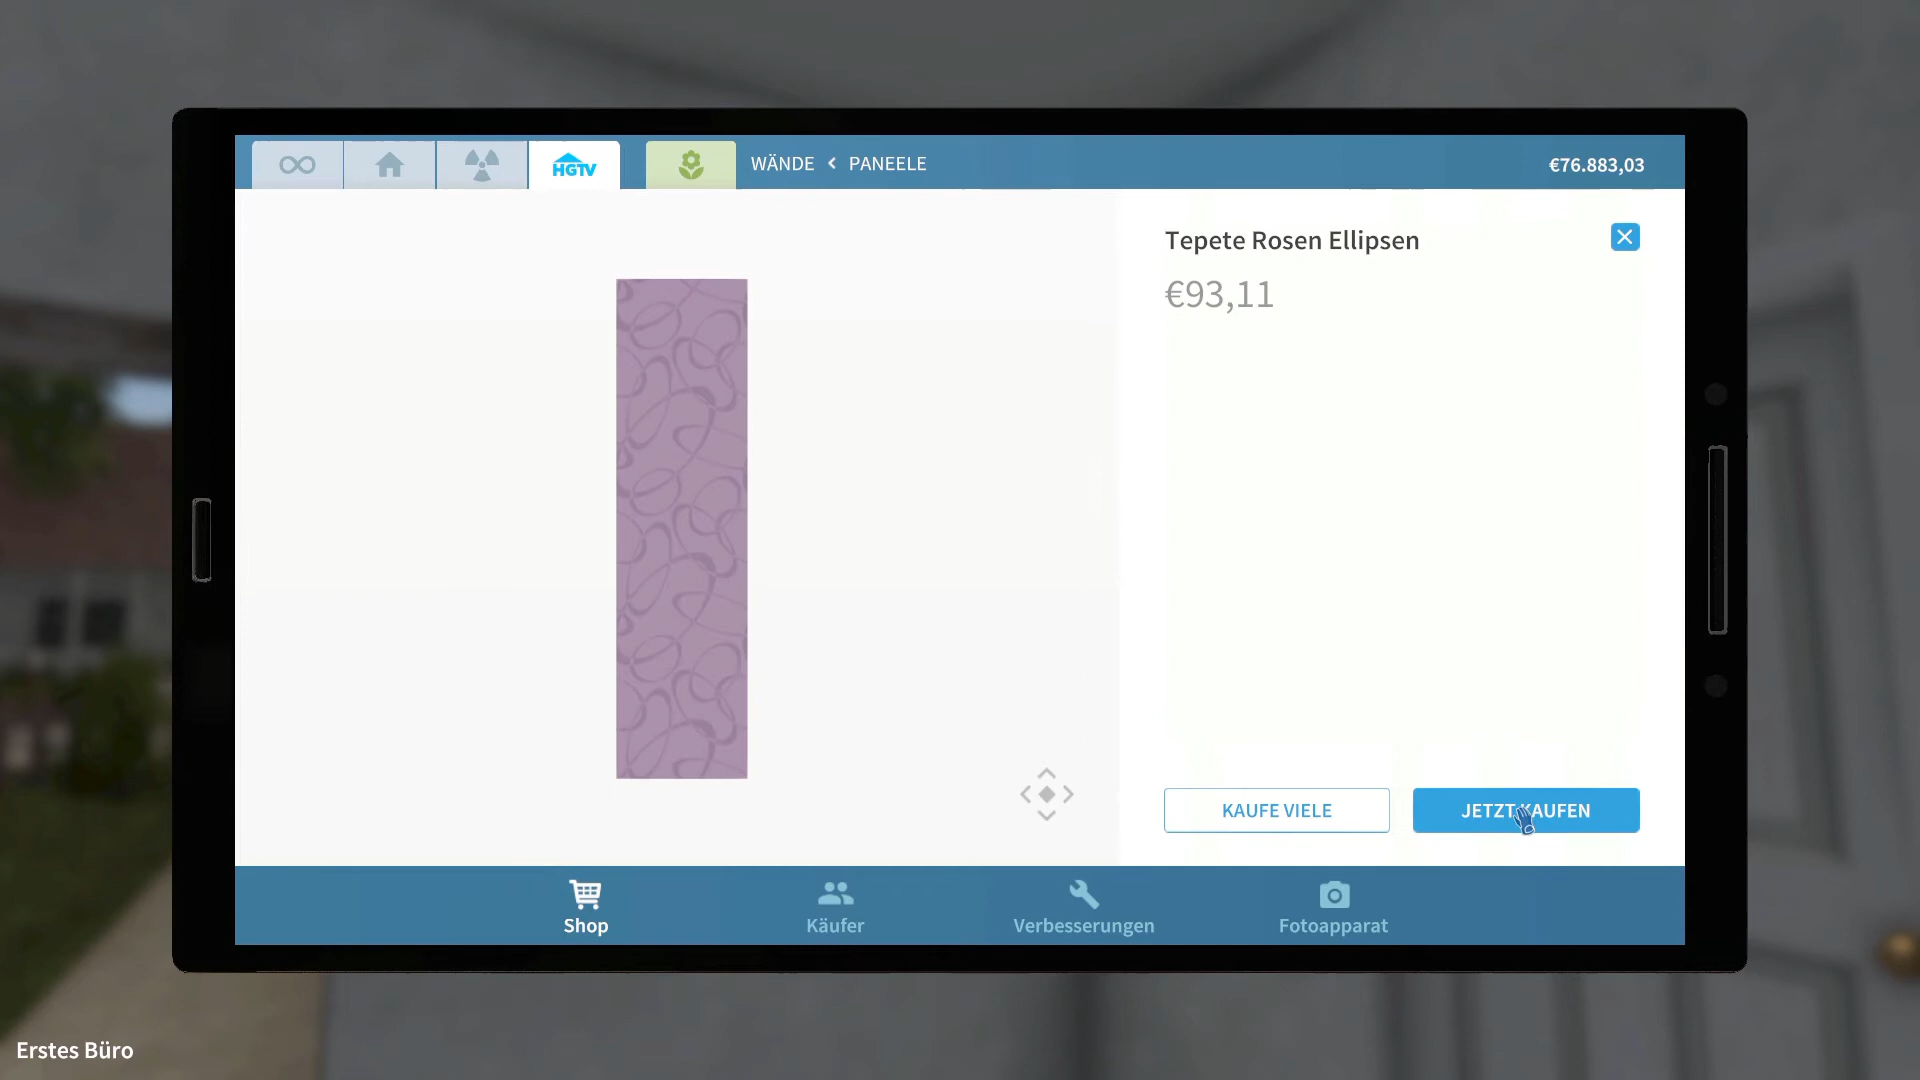 HGTV
WÄNDE < PANEELE
€76.883,03
Tepete Rosen Ellipsen
€93,11
KAUFE VIELE
JETZT KAUFEN
Shop
Käufer
Verbesserungen
Fotoapparat
Erstes Büro